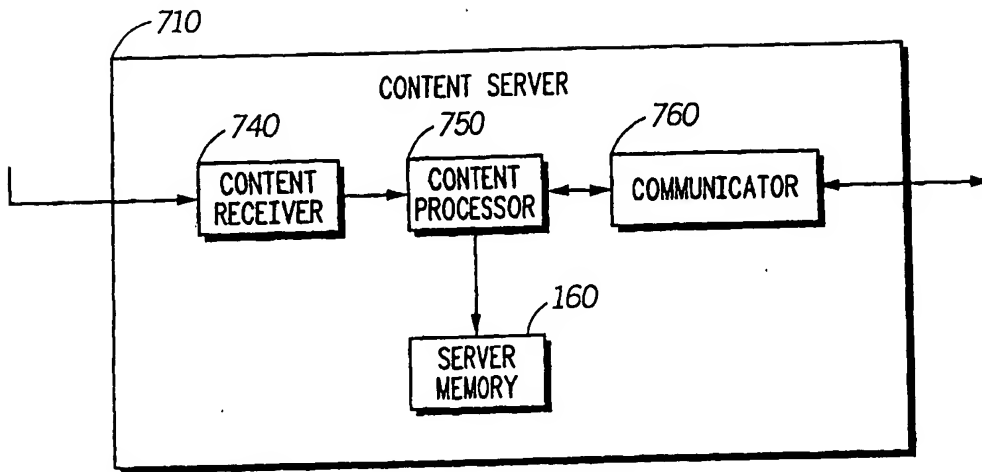 710
CONTENT SERVER
740
750
760
CONTENT
RECEIVER
CONTENT
PROCESSOR
COMMUNICATOR
160
SERVER
MEMORY